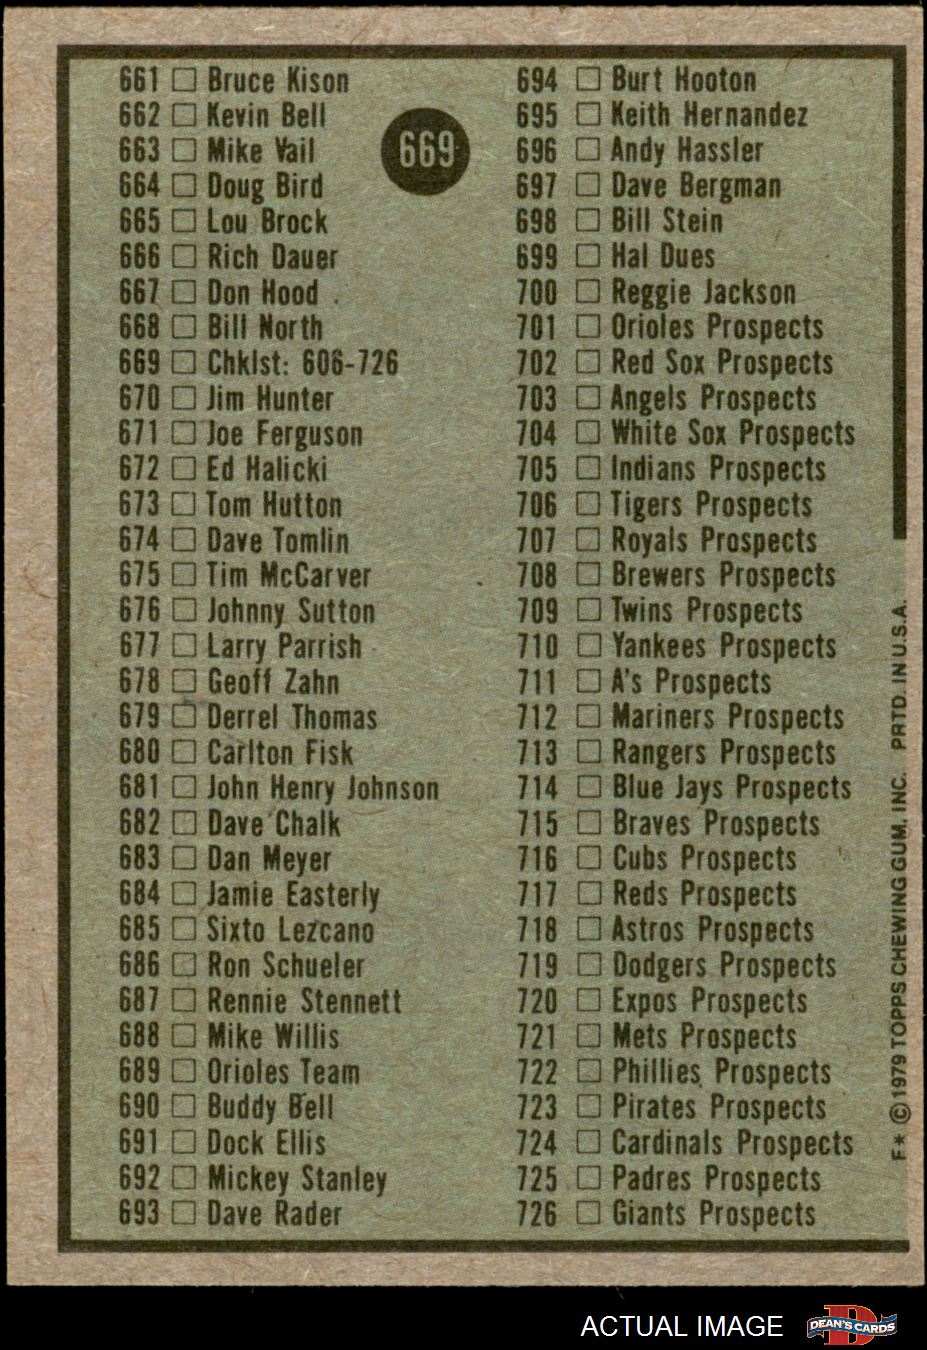 661 Bruce Kison
662 Kevin Bell
663 Mike Vail
664 Doug Bird
665 Lou Brock
666 Rich Dauer
667 Don Hood
668 Bill North
669 Chklst: 606-726
670 Jim Hunter
671 Joe Ferguson
672 Ed Halicki
673 Tom Hutton
674 Dave Tomlin
675 Tim McCarver
676 Johnny Sutton
677 Larry Parrish
678 Geoff Zahn
679 Derrel Thomas
680 Carlton Fisk
681 John Henry Johnson
682 Dave Chalk
683 Dan Meyer
684 Jamie Easterly
685 Sixto Lezcano
686 Ron Schueler
687 Rennie Stennett
688 Mike Willis
689 Orioles Team
690 Buddy Bell
691 Dock Ellis
692 Mickey Stanley
693 Dave Rader
669
694 Burt Hooton
695 Keith Hernandez
696 Andy Hassler
697 Dave Bergman
698 Bill Stein
699 Hal Dues
700 Reggie Jackson
701 Orioles Prospects
702 Red Sox Prospects
703 Angels Prospects
704 White Sox Prospects
705 Indians Prospects
706 Tigers Prospects
707 Royals Prospects
708 Brewers Prospects
709 Twins Prospects
710 Yankees Prospects
711 A's Prospects
712 Mariners Prospects
713 Rangers Prospects
714 Blue Jays Prospects
715 Braves Prospects
716 Cubs Prospects
717 Reds Prospects
718 Astros Prospects
719 Dodgers Prospects
720 Expos Prospects
721 Mets Prospects
722 Phillies Prospects
723 Pirates Prospects
724 Cardinals Prospects
725 Padres Prospects
726 Giants Prospects
F* © 1979 TOPPS CHEWING GUM, INC. PRTD. IN U.S.A.
ACTUAL IMAGE
D
DEAN'S CARDS